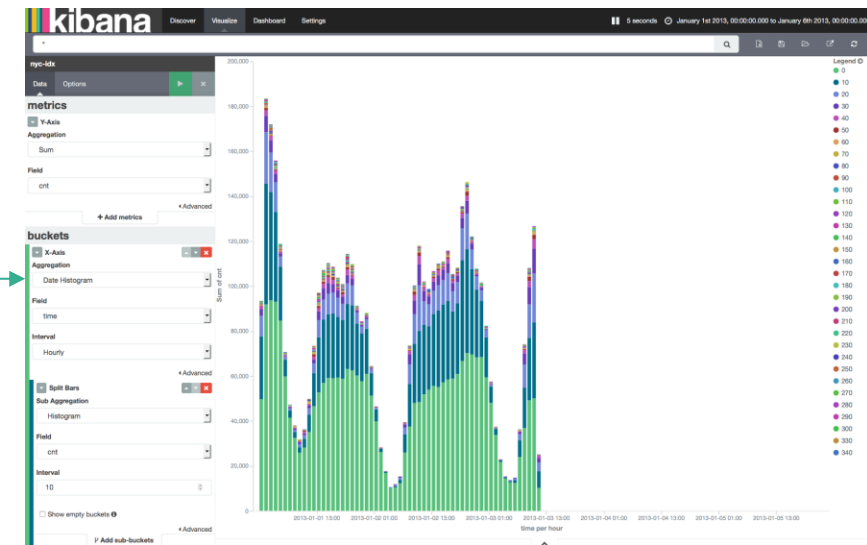 kibana
Discover Visualize Dashboard Settings
5 seconds January 1st 2013, 00:00:00.000 to January 6th 2013, 00:00:00.000
*
nyc-idx
Data Options
metrics
Y-Axis
Aggregation
Sum
Field
cnt
Advanced
Add metrics
buckets
X-Axis
Aggregation
Date Histogram
Field
time
Interval
Hourly
Advanced
Split Bars
Sub Aggregation
Histogram
Field
cnt
Interval
10
Show empty buckets
Advanced
Add sub-buckets
200,000
180,000
160,000
140,000
120,000
100,000
80,000
60,000
40,000
20,000
0
Sum of cnt
2013-01-01 13:00 2013-01-02 01:00 2013-01-02 13:00 2013-01-03 01:00 2013-01-03 13:00 2013-01-04 01:00 2013-01-04 13:00 2013-01-05 01:00 2013-01-05 13:00
time per hour
Legend
0
10
20
30
40
50
60
70
80
90
100
110
120
130
140
150
160
170
180
190
200
210
220
230
240
250
260
270
280
290
300
330
340